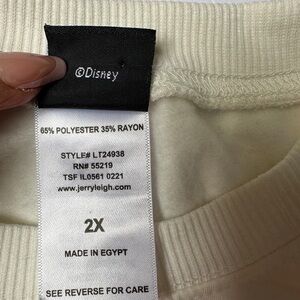 ©Disney
65% POLYESTER 35% RAYON
STYLE# LT24938
RN# 55219
TSF IL0561 0221
www.jerryleigh.com
2X
MADE IN EGYPT
SEE REVERSE FOR CARE